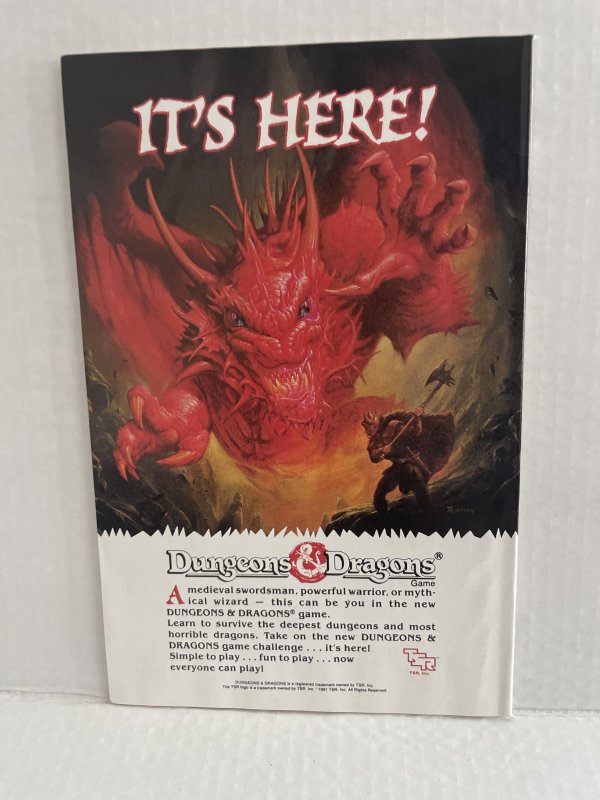 IT'S HERE!
Dungeons & Dragons®
Game
A medieval swordsman, powerful warrior, or myth-
ical wizard — this can be you in the new
DUNGEONS & DRAGONS® game.
Learn to survive the deepest dungeons and most
horrible dragons. Take on the new DUNGEONS &
DRAGONS game challenge . . . it's here!
Simple to play . . . fun to play . . . now
everyone can play!
TSR
TSR, Inc.
DUNGEONS & DRAGONS is a registered trademark owned by TSR, Inc.
The TSR logo is a trademark owned by TSR, Inc. ©1991 TSR, Inc. All Rights Reserved.